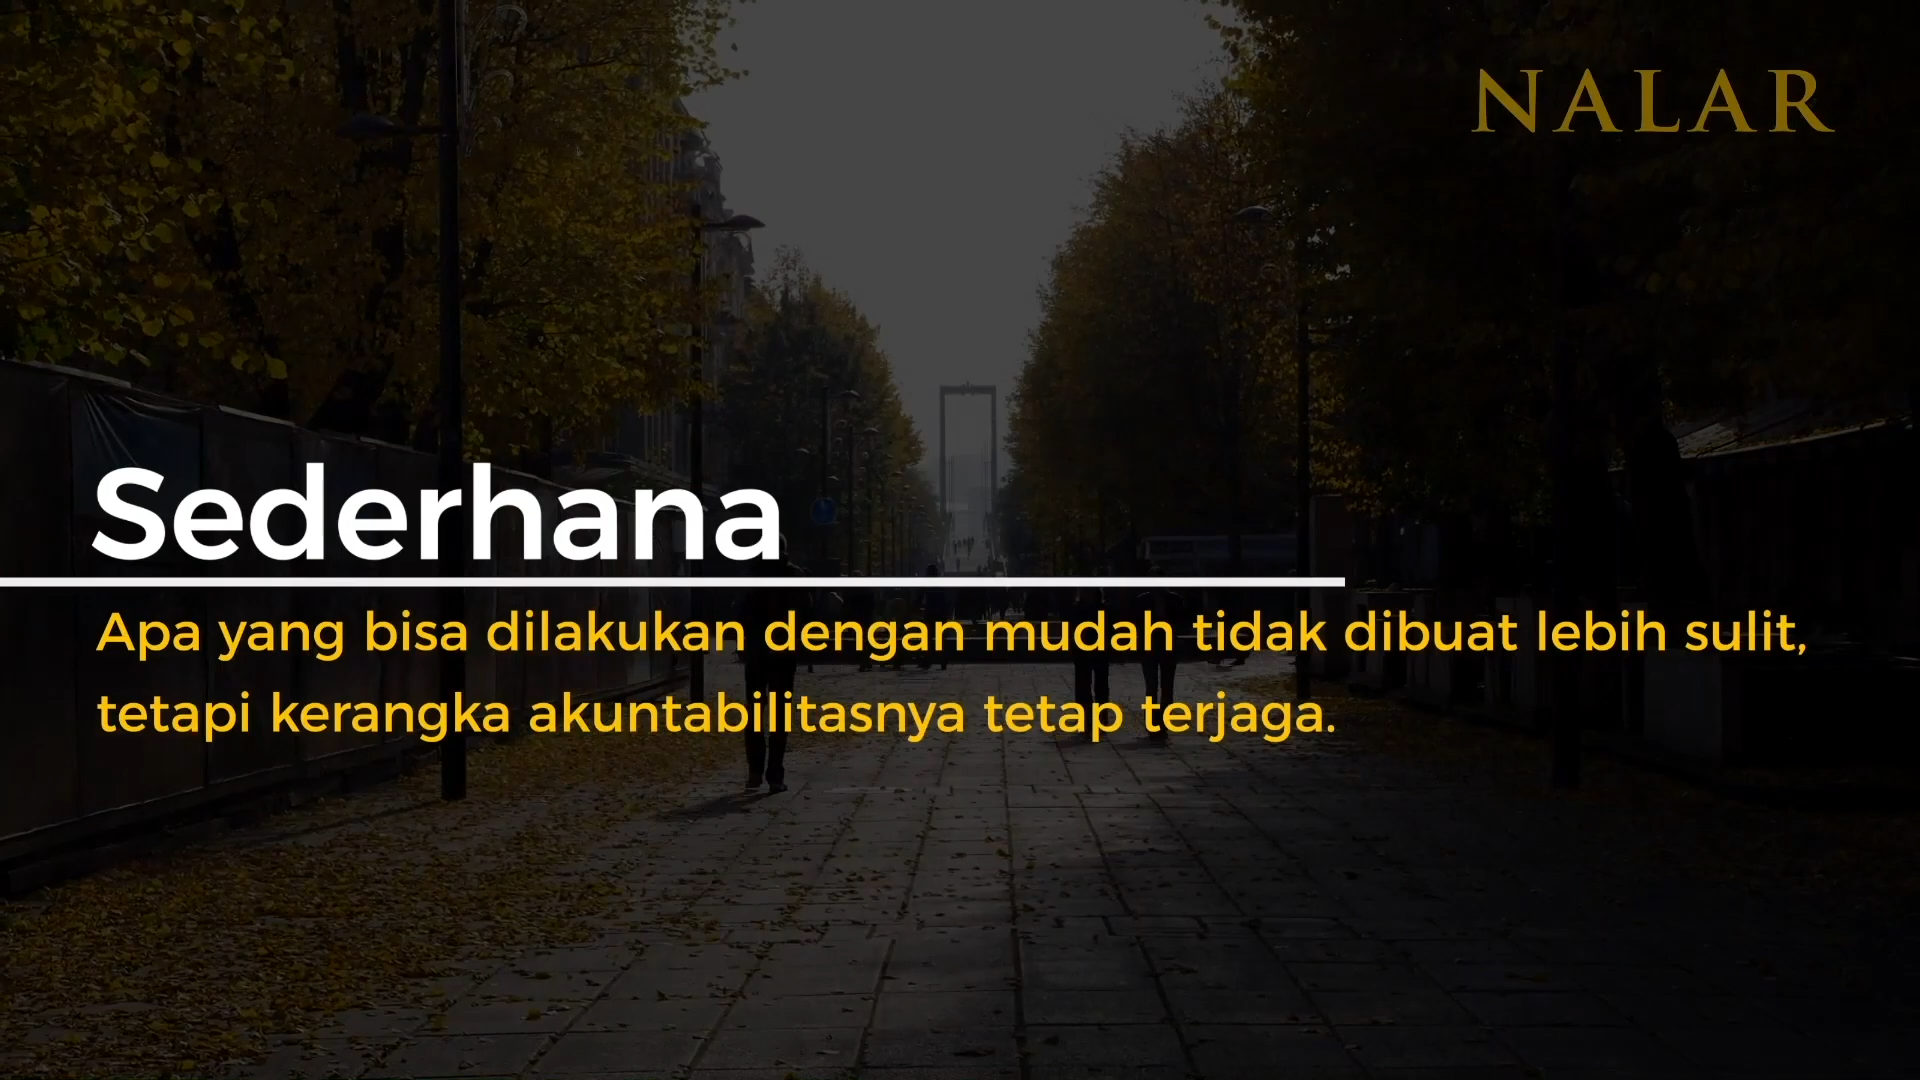 NALAR
Sederhana
Apa yang bisa dilakukan dengan mudah tidak dibuat lebih sulit,
tetapi kerangka akuntabilitasnya tetap terjaga.